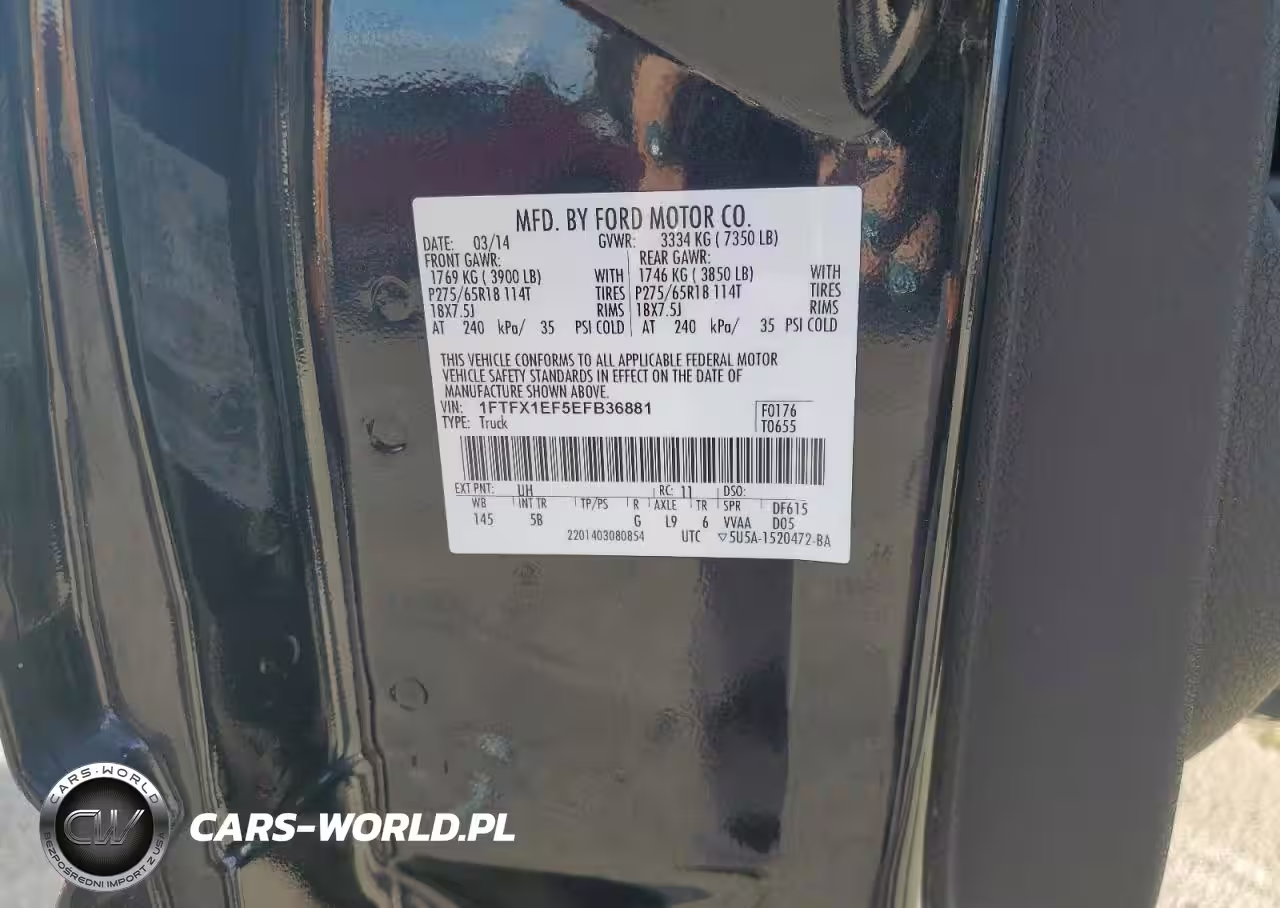 MFD. BY FORD MOTOR CO.
DATE: 03/14 GVWR: 3334 KG ( 7350 LB)
FRONT GAWR: REAR GAWR:
1769 KG ( 3900 LB) WITH 1746 KG ( 3850 LB) WITH
P275/65R18 114T TIRES P275/65R18 114T TIRES
18X7.5J RIMS 18X7.5J RIMS
AT 240 kPa/ 35 PSI COLD AT 240 kPa/ 35 PSI COLD
THIS VEHICLE CONFORMS TO ALL APPLICABLE FEDERAL MOTOR
VEHICLE SAFETY STANDARDS IN EFFECT ON THE DATE OF
MANUFACTURE SHOWN ABOVE.
VIN: 1FTFX1EF5EFB36881 F0176
TYPE: Truck T0655
EXT PNT: UH RC: 11 DSO:
WB INT TR TP/PS R AXLE TR SPR DF615
145 5B G L9 6 VVAA D05
2201403080854 UTC ▽5U5A-1520472-BA
CARS-WORLD
CW
BEZPOŚREDNI IMPORT Z USA
CARS-WORLD.PL